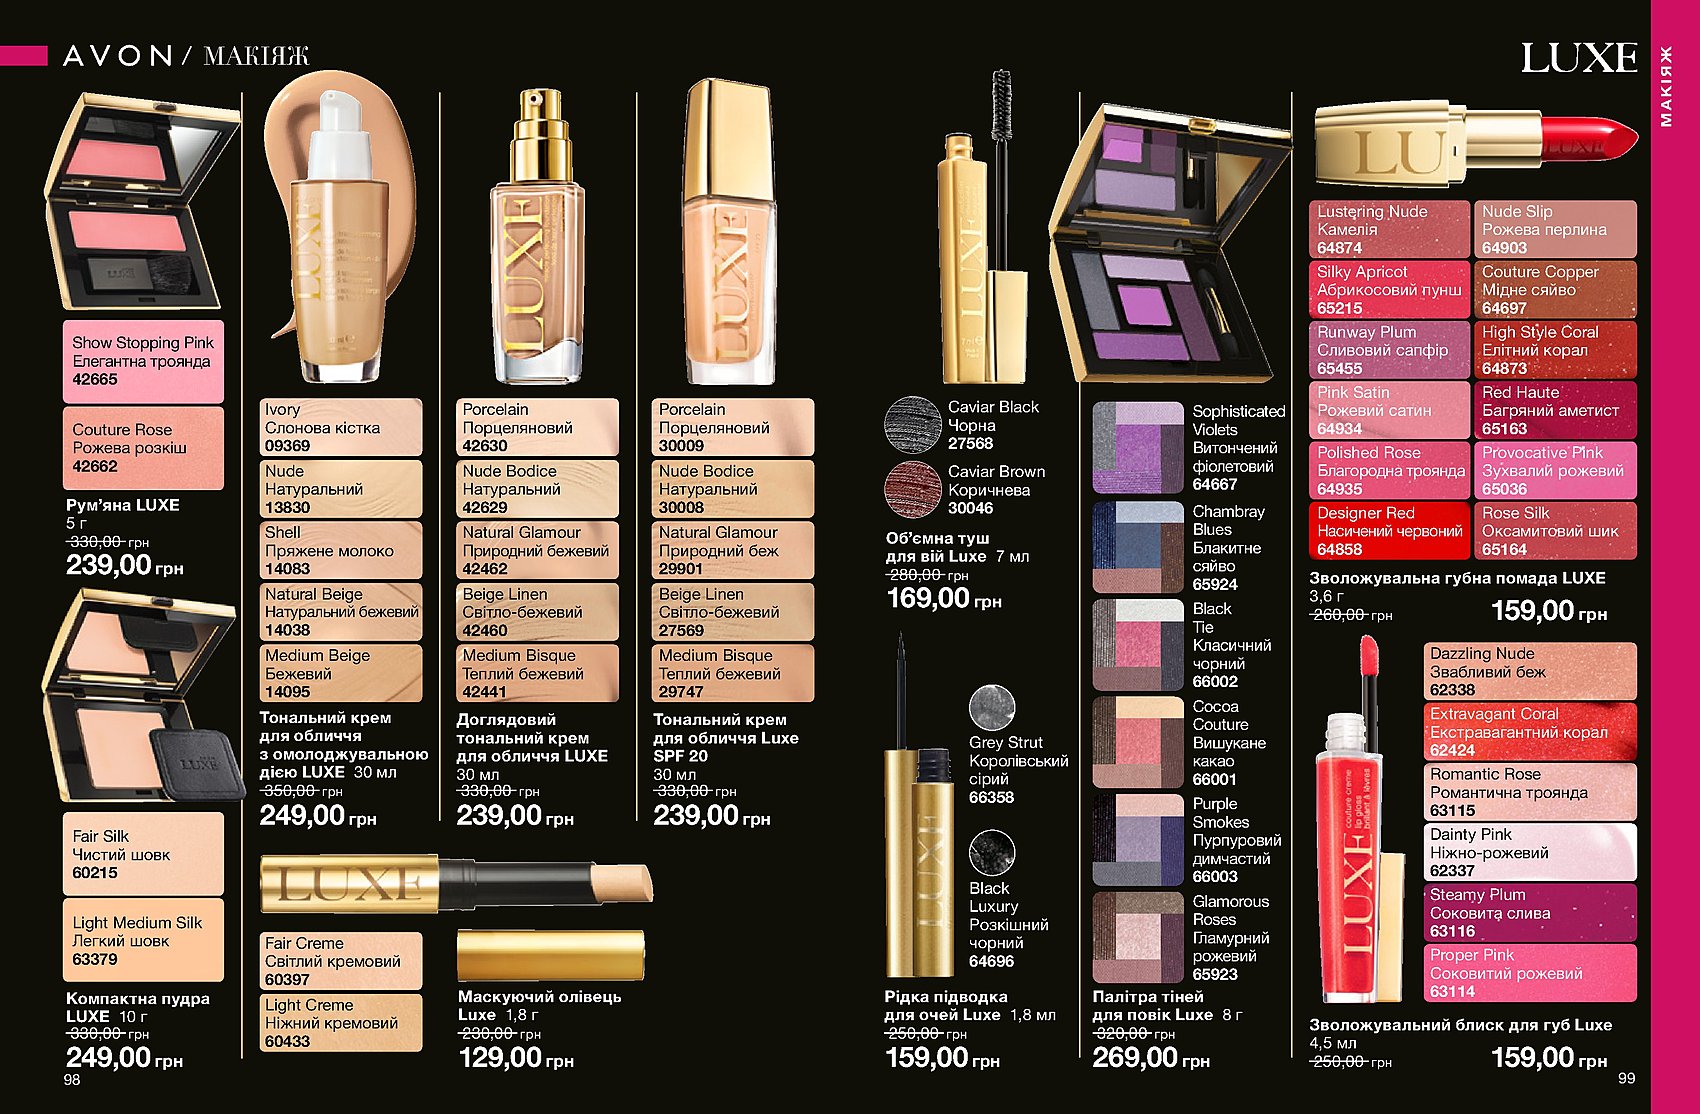 AVON / МАКІЯЖ
LUXE
МАКІЯЖ
Show Stopping Pink
Елегантна троянда
42665
Couture Rose
Рожева розкіш
42662
Рум’яна LUXE
5 г
330,00 грн
239,00 грн
Fair Silk
Чистий шовк
60215
Light Medium Silk
Легкий шовк
63379
Компактна пудра
LUXE 10 г
330,00 грн
249,00 грн
98
LUXE
Ivory
Слонова кістка
09369
Nude
Натуральний
13830
Shell
Пряжене молоко
14083
Natural Beige
Натуральний бежевий
14038
Medium Beige
Бежевий
14095
Тональний крем
для обличчя
з омолоджувальною
дією LUXE 30 мл
350,00 грн
249,00 грн
LUXE
Porcelain
Порцеляновий
42630
Nude Bodice
Натуральний
42629
Natural Glamour
Природний бежевий
42462
Beige Linen
Світло-бежевий
42460
Medium Bisque
Теплий бежевий
42441
Доглядовий
тональний крем
для обличчя LUXE
30 мл
330,00 грн
239,00 грн
LUXE
Porcelain
Порцеляновий
30009
Nude Bodice
Натуральний
30008
Natural Glamour
Природний беж
29901
Beige Linen
Світло-бежевий
27569
Medium Bisque
Теплий бежевий
29747
Тональний крем
для обличчя Luxe
SPF 20
30 мл
330,00 грн
239,00 грн
LUXE
Fair Creme
Світлий кремовий
60397
Light Creme
Ніжний кремовий
60433
Маскуючий олівець
Luxe 1,8 г
230,00 грн
129,00 грн
LUXE
Caviar Black
Чорна
27568
Caviar Brown
Коричнева
30046
Об’ємна туш
для вій Luxe 7 мл
280,00 грн
169,00 грн
LUXE
Grey Strut
Королівський
сірий
66358
Black
Luxury
Розкішний
чорний
64696
Рідка підводка
для очей Luxe 1,8 мл
250,00 грн
159,00 грн
Sophisticated
Violets
Витончений
фіолетовий
64667
Chambray
Blues
Блакитне
сяйво
65924
Black
Tie
Класичний
чорний
66002
Cocoa
Couture
Вишукане
какао
66001
Purple
Smokes
Пурпуровий
димчастий
66003
Glamorous
Roses
Гламурний
рожевий
65923
Палітра тіней
для повік Luxe 8 г
320,00 грн
269,00 грн
LU
LUXE
Lustering Nude
Камелія
64874
Nude Slip
Рожева перлина
64903
Silky Apricot
Абрикосовий пунш
65215
Couture Copper
Мідне сяйво
64697
Runway Plum
Сливовий сапфір
65455
High Style Coral
Елітний корал
64873
Pink Satin
Рожевий сатин
64934
Red Haute
Багряний аметист
65163
Polished Rose
Благородна троянда
64935
Provocative Pink
Зухвалий рожевий
65036
Designer Red
Насичений червоний
64858
Rose Silk
Оксамитовий шик
65164
Зволожувальна губна помада LUXE
3,6 г
260,00 грн
159,00 грн
couture creme
lip gloss
brillant à lèvres
LUXE
Dazzling Nude
Звабливий беж
62338
Extravagant Coral
Екстравагантний корал
62424
Romantic Rose
Романтична троянда
63115
Dainty Pink
Ніжно-рожевий
62337
Steamy Plum
Соковита слива
63116
Proper Pink
Соковитий рожевий
63114
Зволожувальний блиск для губ Luxe
4,5 мл
250,00 грн
159,00 грн
99